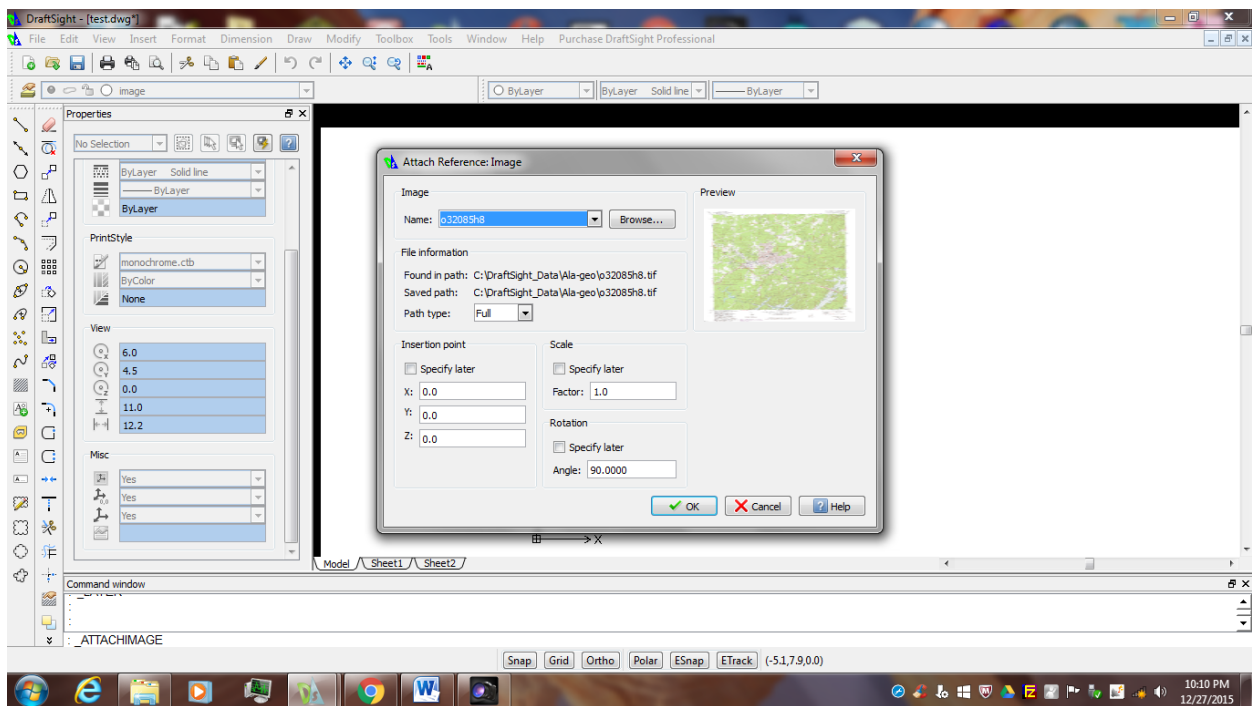 DraftSight - [test.dwg*]
File Edit View Insert Format Dimension Draw Modify Toolbox Tools Window Help Purchase DraftSight Professional
image
ByLayer
ByLayer Solid line
ByLayer
Properties
No Selection
ByLayer Solid line
ByLayer
ByLayer
PrintStyle
monochrome.ctb
ByColor
None
View
6.0
4.5
0.0
11.0
12.2
Misc
Yes
Yes
Yes
Attach Reference: Image
Image
Name: o32085h8
Browse...
Preview
File information
Found in path: C:\DraftSight_Data\Ala-geo\o32085h8.tif
Saved path: C:\DraftSight_Data\Ala-geo\o32085h8.tif
Path type: Full
Insertion point
Specify later
X: 0.0
Y: 0.0
Z: 0.0
Scale
Specify later
Factor: 1.0
Rotation
Specify later
Angle: 90.0000
OK Cancel Help
X
Model Sheet1 Sheet2
Command window
:
:
: _ATTACHIMAGE
Snap Grid Ortho Polar ESnap ETrack (-5.1,7.9,0.0)
10:10 PM
12/27/2015